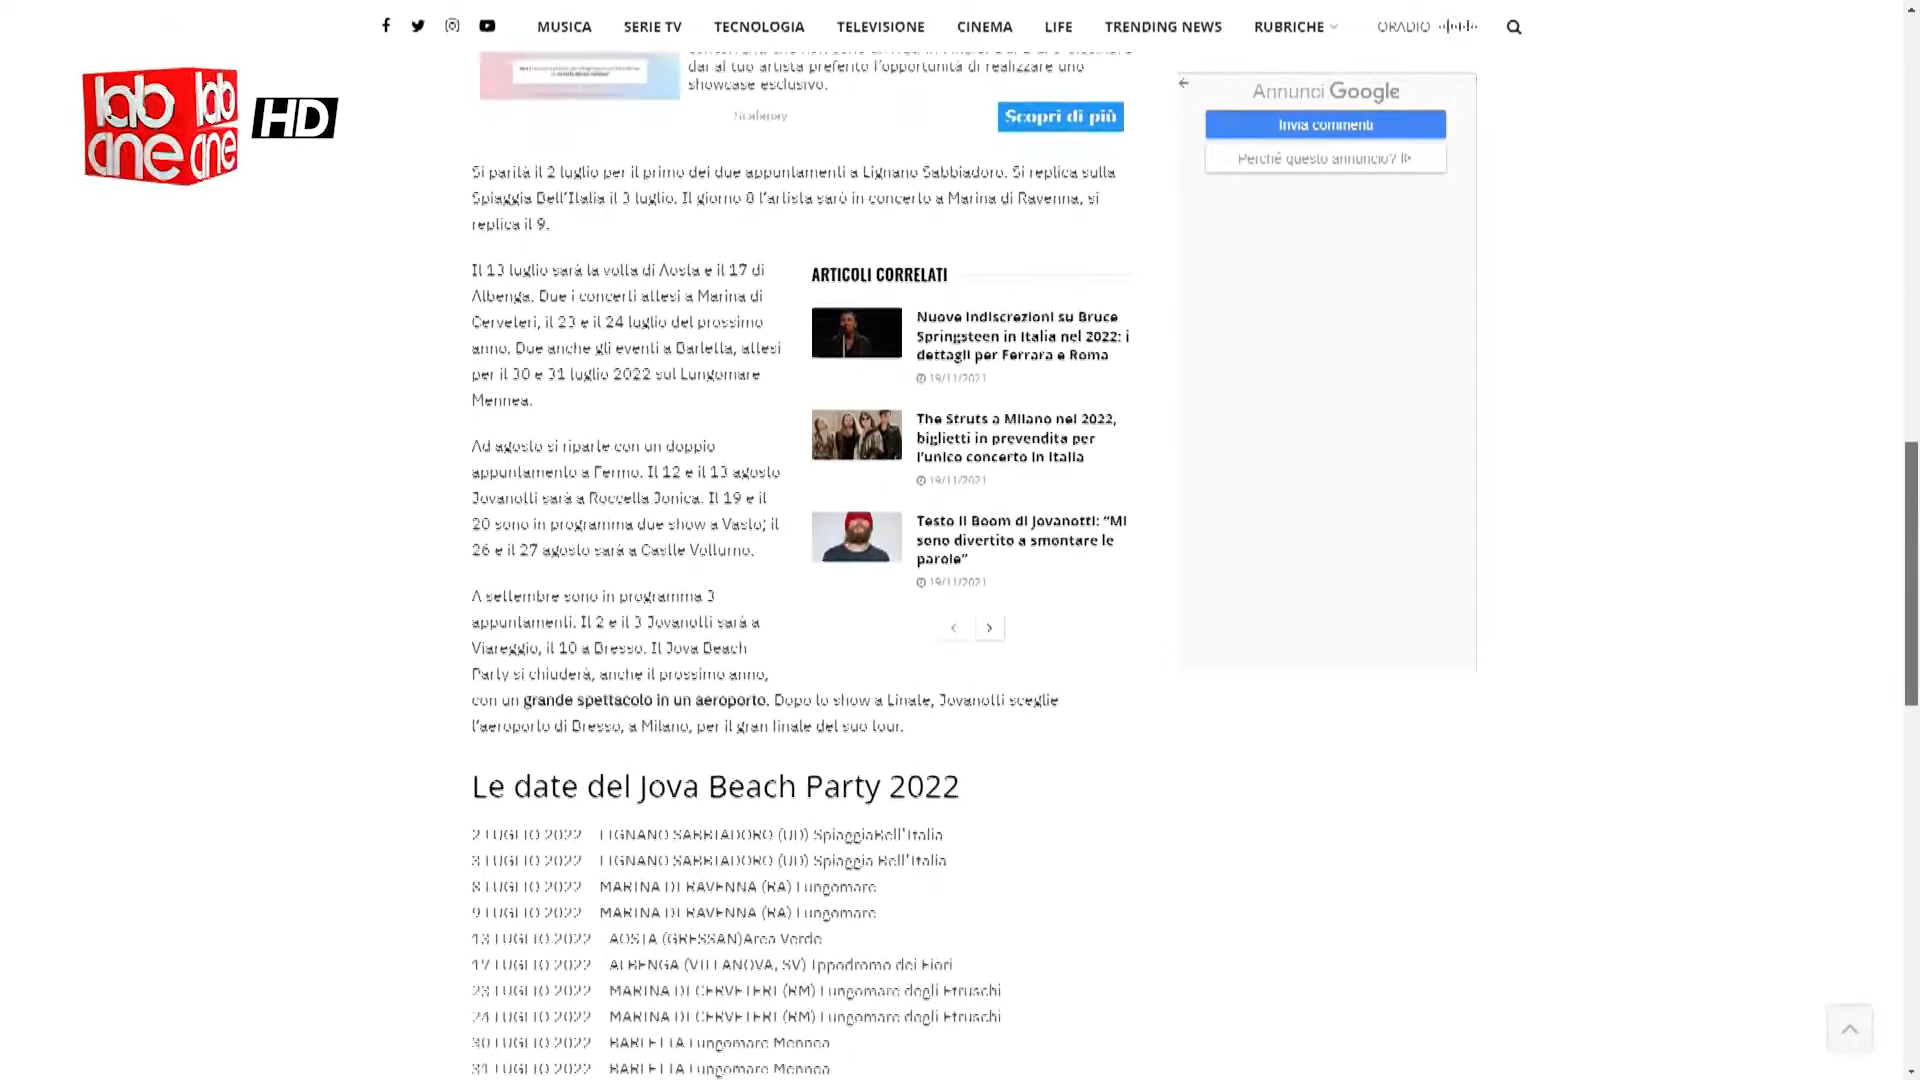 MUSICA SERIE TV TECNOLOGIA TELEVISIONE CINEMA LIFE TRENDING NEWS RUBRICHE ORADIO
lab lab
cine cine
HD
dai al tuo artista preferito l'opportunità di realizzare uno
showcase esclusivo.
Scalapay
Scopri di più
Annunci Google
Invia commenti
Perché questo annuncio?
Si partià il 2 luglio per il primo dei due appuntamenti a Lignano Sabbiadoro. Si replica sulla
Spiaggia Bell'Italia il 3 luglio. Il giorno 8 l'artista sarò in concerto a Marina di Ravenna, si
replica il 9.
Il 13 luglio sarà la volta di Aosta e il 17 di
Albenga. Due i concerti attesi a Marina di
Cerveteri, il 23 e il 24 luglio del prossimo
anno. Due anche gli eventi a Barletta, attesi
per il 30 e 31 luglio 2022 sul Lungomare
Mennea.
Ad agosto si riparte con un doppio
appuntamento a Fermo. Il 12 e il 13 agosto
Jovanotti sarà a Roccella Jonica. Il 19 e il
20 sono in programma due show a Vasto; il
26 e il 27 agosto sarà a Castle Volturno.
A settembre sono in programma 3
appuntamenti. Il 2 e il 3 Jovanotti sarà a
Viareggio, il 10 a Bresso. Il Jova Beach
Party si chiuderà, anche il prossimo anno,
con un grande spettacolo in un aeroporto. Dopo lo show a Linate, Jovanotti sceglie
l'aeroporto di Bresso, a Milano, per il gran finale del suo tour.
ARTICOLI CORRELATI
Nuove indiscrezioni su Bruce
Springsteen in Italia nel 2022: i
dettagli per Ferrara e Roma
19/11/2021
The Struts a Milano nel 2022,
biglietti in prevendita per
l'unico concerto in Italia
19/11/2021
Testo Il Boom di Jovanotti: "Mi
sono divertito a smontare le
parole"
19/11/2021
Le date del Jova Beach Party 2022
2 LUGLIO 2022 LIGNANO SABBIADORO (UD) SpiaggiaBell'Italia
3 LUGLIO 2022 LIGNANO SABBIADORO (UD) Spiaggia Bell'Italia
8 LUGLIO 2022 MARINA DI RAVENNA (RA) Lungomare
9 LUGLIO 2022 MARINA DI RAVENNA (RA) Lungomare
13 LUGLIO 2022 AOSTA (GRESSAN)Area Verde
17 LUGLIO 2022 ALBENGA (VILLANOVA, SV) Ippodromo dei Fiori
23 LUGLIO 2022 MARINA DI CERVETERI (RM) Lungomare degli Etruschi
24 LUGLIO 2022 MARINA DI CERVETERI (RM) Lungomare degli Etruschi
30 LUGLIO 2022 BARLETTA Lungomare Mennea
31 LUGLIO 2022 BARLETTA Lungomare Mennea